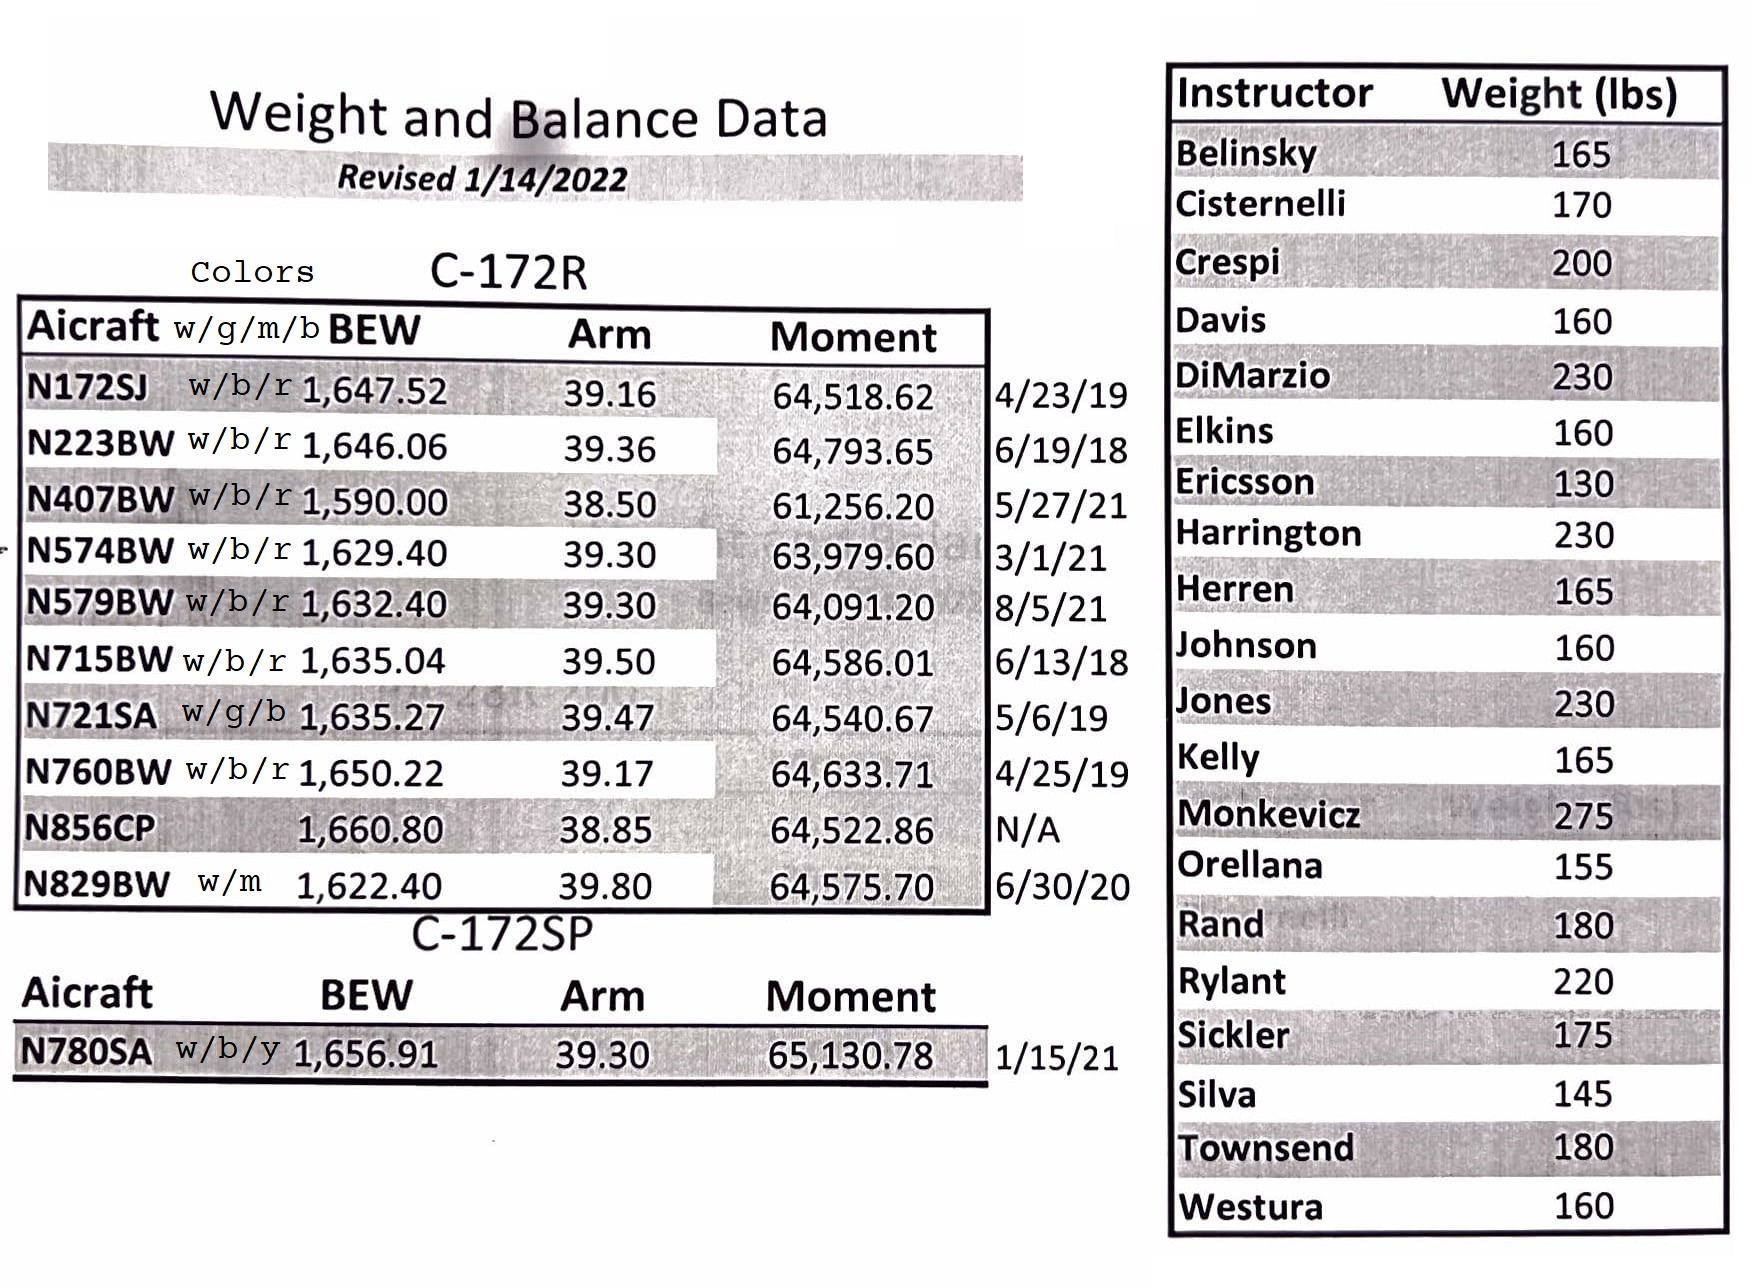 Weight and Balance Data
Revised 1/14/2022
Colors C-172R
Aicraft w/g/m/b BEW Arm Moment
N172SJ w/b/r 1,647.52 39.16 64,518.62 4/23/19
N223BW w/b/r 1,646.06 39.36 64,793.65 6/19/18
N407BW w/b/r 1,590.00 38.50 61,256.20 5/27/21
N574BW w/b/r 1,629.40 39.30 63,979.60 3/1/21
N579BW w/b/r 1,632.40 39.30 64,091.20 8/5/21
N715BW w/b/r 1,635.04 39.50 64,586.01 6/13/18
N721SA w/g/b 1,635.27 39.47 64,540.67 5/6/19
N760BW w/b/r 1,650.22 39.17 64,633.71 4/25/19
N856CP 1,660.80 38.85 64,522.86 N/A
N829BW w/m 1,622.40 39.80 64,575.70 6/30/20
C-172SP
Aicraft BEW Arm Moment
N780SA w/b/y 1,656.91 39.30 65,130.78 1/15/21
Instructor Weight (lbs)
Belinsky 165
Cisternelli 170
Crespi 200
Davis 160
DiMarzio 230
Elkins 160
Ericsson 130
Harrington 230
Herren 165
Johnson 160
Jones 230
Kelly 165
Monkevicz 275
Orellana 155
Rand 180
Rylant 220
Sickler 175
Silva 145
Townsend 180
Westura 160